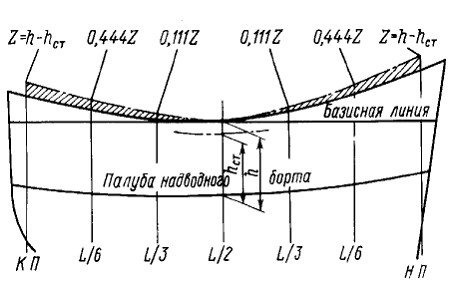 Z=h-hст 0,444Z 0,111Z 0,111Z 0,444Z Z=h-hст
Базисная линия
hст
h
Палуба надводного борта
КП L/6 L/3 L/2 L/3 L/6 НП